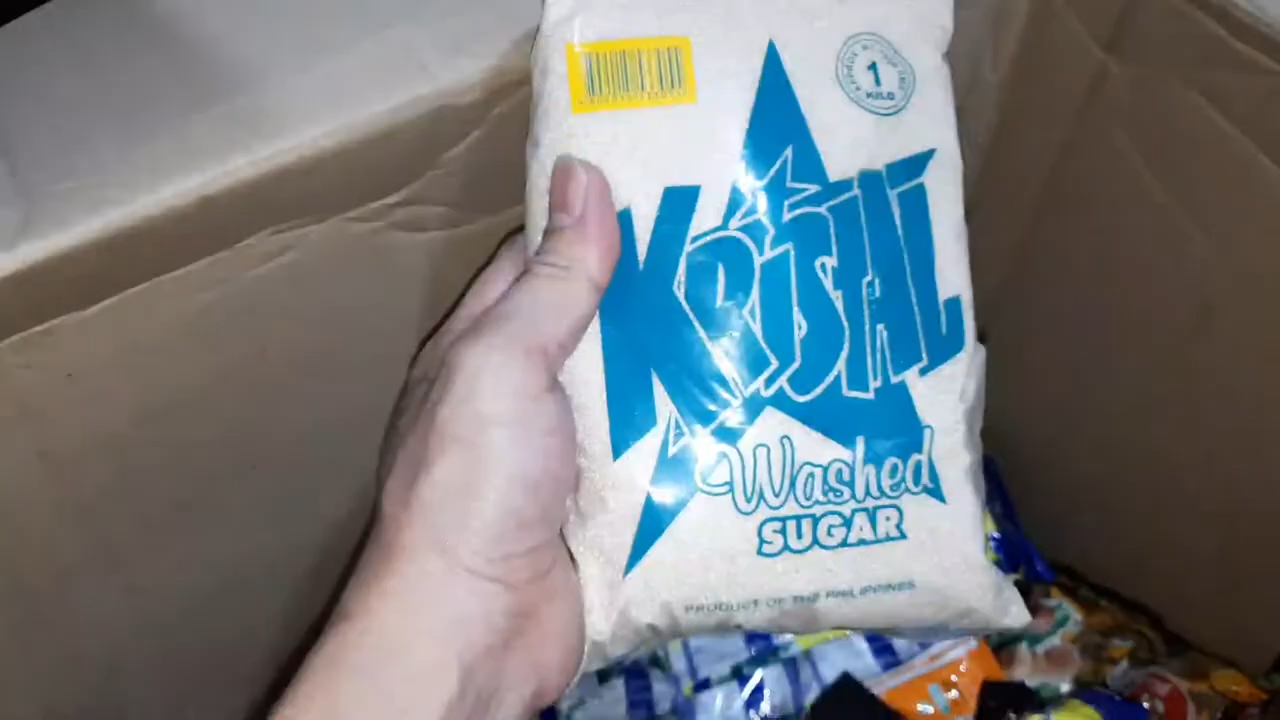 1
KILO
KRISTAL
Washed
SUGAR
PRODUCT OF THE PHILIPPINES